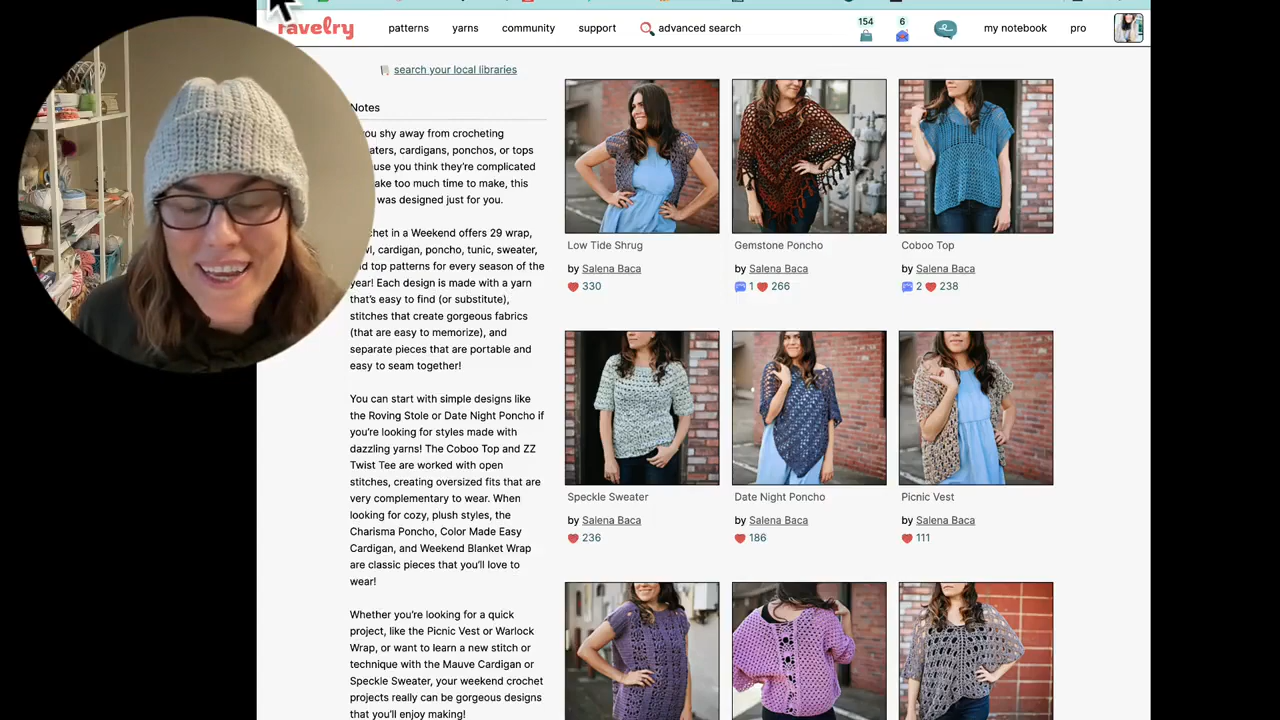 ravelry
patterns
yarns
community
support
advanced search
154
6
my notebook
pro
search your local libraries
Notes
you shy away from crocheting
cardigans, ponchos, or tops
you think they're complicated
take too much time to make, this
was designed just for you.
in a Weekend offers 29 wrap,
cardigan, poncho, tunic, sweater,
and top patterns for every season of the
year! Each design is made with a yarn
that's easy to find (or substitute),
stitches that create gorgeous fabrics
(that are easy to memorize), and
separate pieces that are portable and
easy to seam together!
You can start with simple designs like
the Roving Stole or Date Night Poncho if
you're looking for styles made with
dazzling yarns! The Coboo Top and ZZ
Twist Tee are worked with open
stitches, creating oversized fits that are
very complementary to wear. When
looking for cozy, plush styles, the
Charisma Poncho, Color Made Easy
Cardigan, and Weekend Blanket Wrap
are classic pieces that you'll love to
wear!
Whether you're looking for a quick
project, like the Picnic Vest or Warlock
Wrap, or want to learn a new stitch or
technique with the Mauve Cardigan or
Speckle Sweater, your weekend crochet
projects really can be gorgeous designs
that you'll enjoy making!
Low Tide Shrug
by Salena Baca
330
Gemstone Poncho
by Salena Baca
1 266
Coboo Top
by Salena Baca
2 238
Speckle Sweater
by Salena Baca
236
Date Night Poncho
by Salena Baca
186
Picnic Vest
by Salena Baca
111